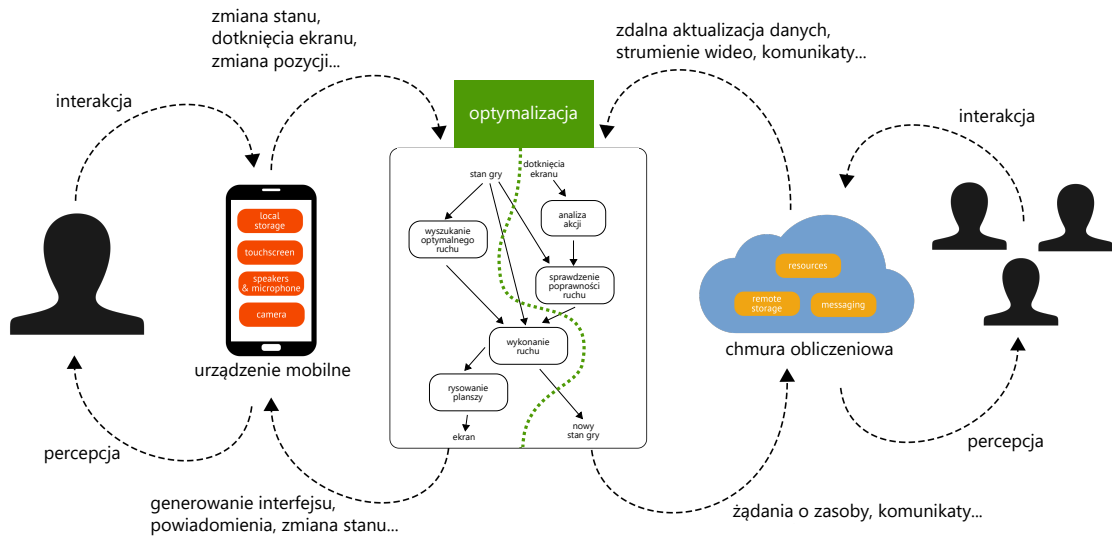 zmiana stanu,
dotknięcia ekranu,
zmiana pozycji...
zdalna aktualizacja danych,
strumienie wideo, komunikaty...
interakcja
optymalizacja
interakcja
stan gry
dotknięcia
ekranu
analiza
akcji
wyszukanie
optymalnego
ruchu
sprawdzenie
poprawności
ruchu
wykonanie
ruchu
rysowanie
planszy
ekran
nowy
stan gry
local
storage
touchscreen
speakers
& microphone
camera
urządzenie mobilne
resources
remote
storage
messaging
chmura obliczeniowa
percepcja
percepcja
generowanie interfejsu,
powiadomienia, zmiana stanu...
żądania o zasoby, komunikaty...